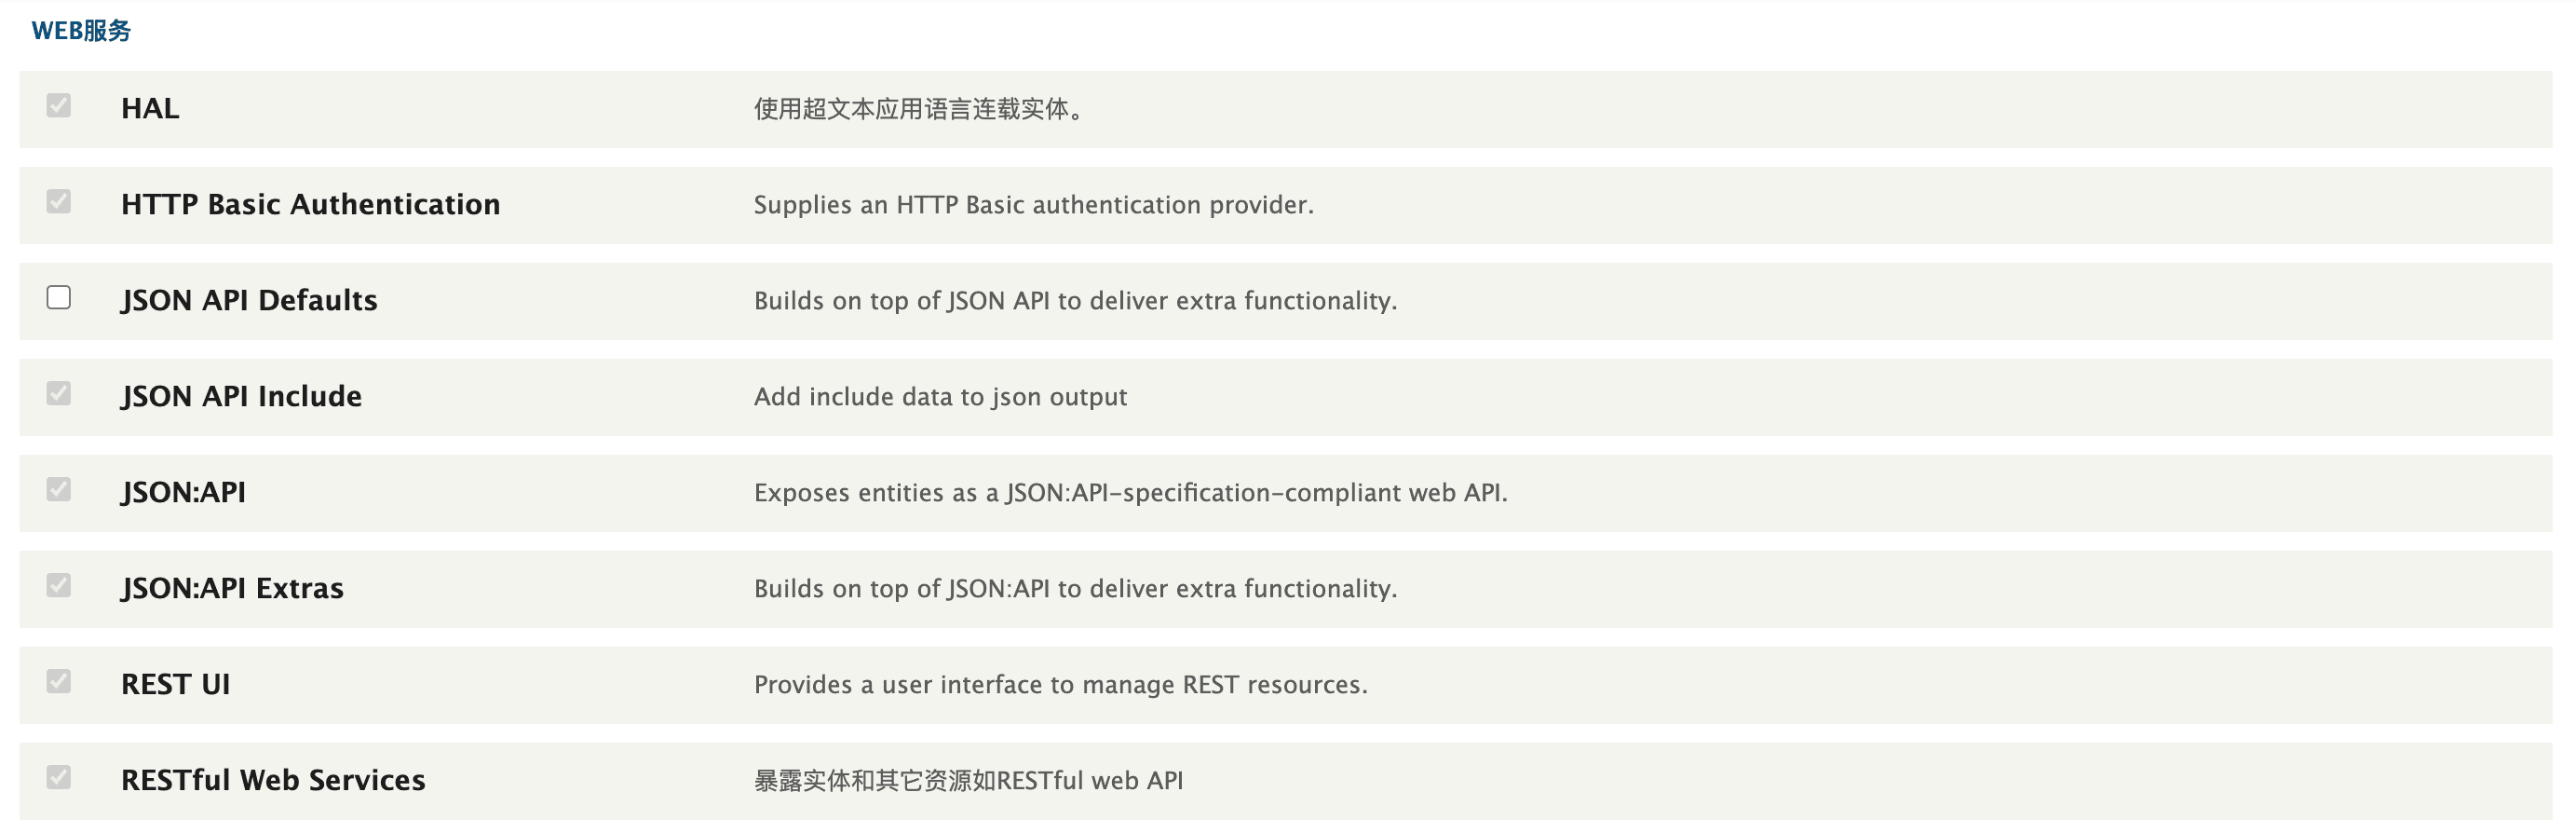 WEB服务
HAL 使用超文本应用语言连载实体。
HTTP Basic Authentication Supplies an HTTP Basic authentication provider.
JSON API Defaults Builds on top of JSON API to deliver extra functionality.
JSON API Include Add include data to json output
JSON:API Exposes entities as a JSON:API-specification-compliant web API.
JSON:API Extras Builds on top of JSON:API to deliver extra functionality.
REST UI Provides a user interface to manage REST resources.
RESTful Web Services 暴露实体和其它资源如RESTful web API